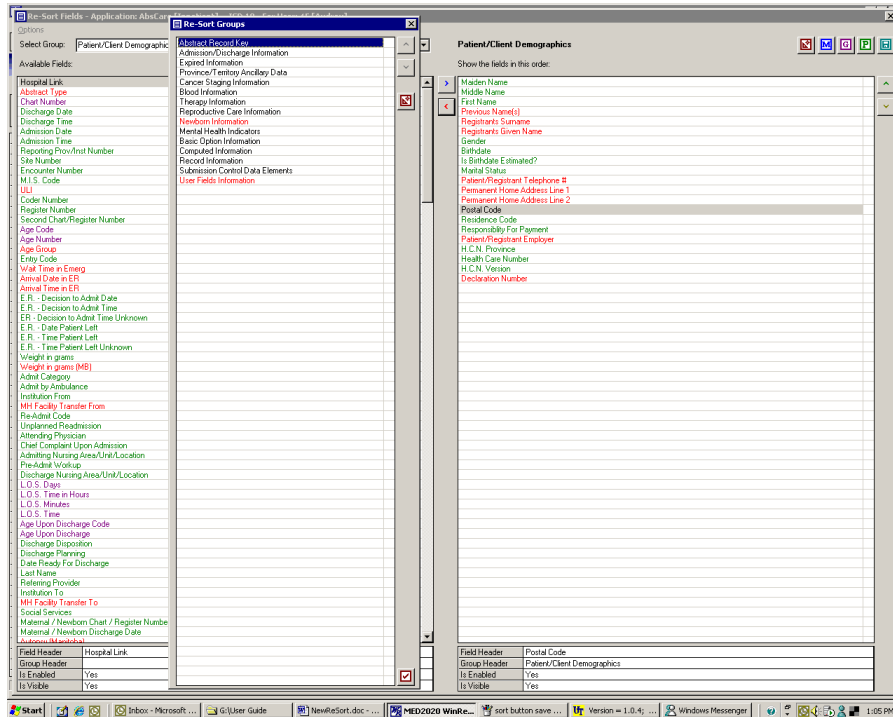 Re-Sort Fields - Application: AbsCare
Options
Select Group: Patient/Client Demographic
Available Fields:
Hospital Link
Abstract Type
Chart Number
Discharge Date
Discharge Time
Admission Date
Admission Time
Reporting Prov/Inst Number
Site Number
Encounter Number
M.I.S. Code
ULI
Coder Number
Register Number
Second Chart/Register Number
Age Code
Age Number
Age Group
Entry Code
Wait Time in Emerg
Arrival Date in ER
Arrival Time in ER
E.R. - Decision to Admit Date
E.R. - Decision to Admit Time
ER - Decision to Admit Time Unknown
E.R. - Date Patient Left
E.R. - Time Patient Left
E.R. - Time Patient Left Unknown
Weight in grams
Weight in grams (MB)
Admit Category
Admit by Ambulance
Institution From
MH Facility Transfer From
Re-Admit Code
Unplanned Readmission
Attending Physician
Chief Complaint Upon Admission
Admitting Nursing Area/Unit/Location
Pre-Admit Workup
Discharge Nursing Area/Unit/Location
L.O.S. Days
L.O.S. Time in Hours
L.O.S. Minutes
L.O.S. Time
Age Upon Discharge Code
Age Upon Discharge
Discharge Disposition
Discharge Planning
Date Ready For Discharge
Last Name
Referring Provider
Institution To
MH Facility Transfer To
Social Services
Maternal / Newborn Chart / Register Numbe
Maternal / Newborn Discharge Date
Autopsy (Manitoba)
Field Header Hospital Link
Group Header
Is Enabled Yes
Is Visible Yes
Re-Sort Groups
Abstract Record Key
Admission/Discharge Information
Expired Information
Province/Territory Ancillary Data
Cancer Staging Information
Blood Information
Therapy Information
Reproductive Care Information
Newborn Information
Mental Health Indicators
Basic Option Information
Computed Information
Record Information
Submission Control Data Elements
User Fields Information
Patient/Client Demographics
M G P
Show the fields in this order:
Maiden Name
Middle Name
First Name
Previous Name(s)
Registrants Surname
Registrants Given Name
Gender
Birthdate
Is Birthdate Estimated?
Marital Status
Patient/Registrant Telephone #
Permanent Home Address Line 1
Permanent Home Address Line 2
Postal Code
Residence Code
Responsiblity For Payment
Patient/Registrant Employer
H.C.N. Province
Health Care Number
H.C.N. Version
Declaration Number
Field Header Postal Code
Group Header Patient/Client Demographics
Is Enabled Yes
Is Visible Yes
Start Inbox - Microsoft ... G:\User Guide NewReSort.doc - ... MED2020 WinRe... sort button save ... Version = 1.0.4; ... Windows Messenger 1:05 PM